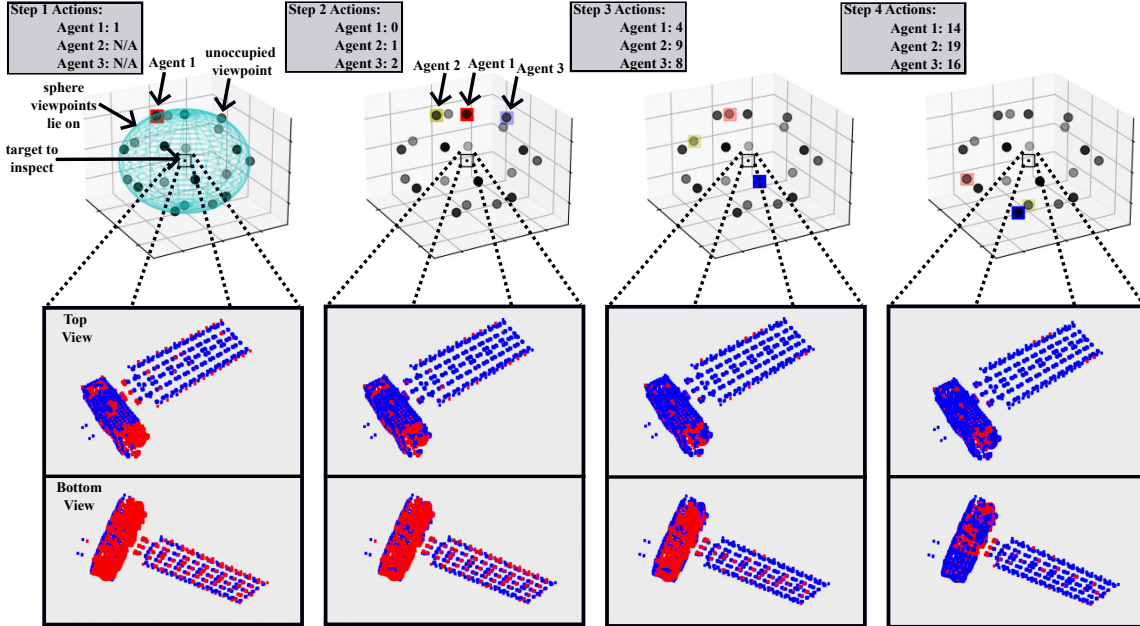 Step 1 Actions:
Agent 1: 1
Agent 2: N/A
Agent 3: N/A
Step 2 Actions:
Agent 1: 0
Agent 2: 1
Agent 3: 2
Step 3 Actions:
Agent 1: 4
Agent 2: 9
Agent 3: 8
Step 4 Actions:
Agent 1: 14
Agent 2: 19
Agent 3: 16
Agent 1
unoccupied
viewpoint
sphere
viewpoints
lie on
target to
inspect
Agent 2
Agent 1
Agent 3
Top
View
Bottom
View